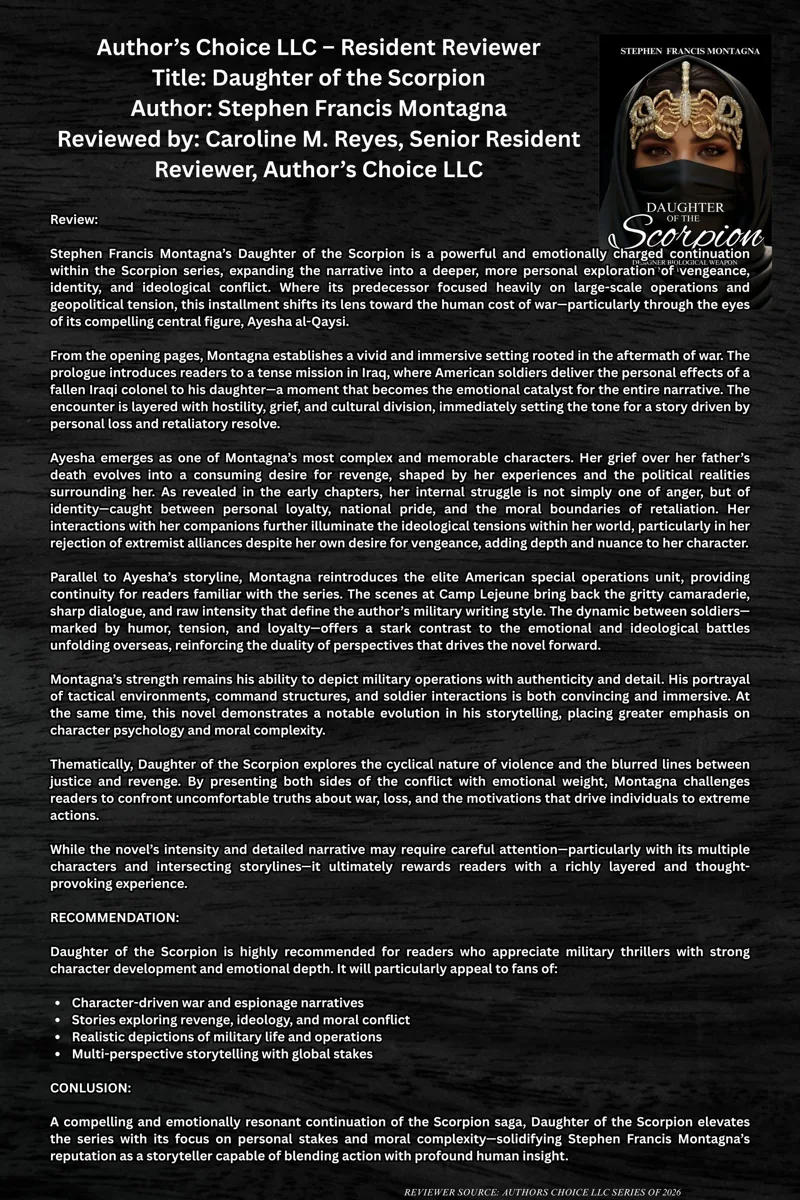 Author's Choice LLC – Resident Reviewer
Title: Daughter of the Scorpion
Author: Stephen Francis Montagna
Reviewed by: Caroline M. Reyes, Senior Resident
Reviewer, Author's Choice LLC
STEPHEN FRANCIS MONTAGNA
DAUGHTER
OF THE
Scorpion
Review:
Stephen Francis Montagna's Daughter of the Scorpion is a powerful and emotionally charged continuation
within the Scorpion series, expanding the narrative into a deeper, more personal exploration of vengeance,
identity, and ideological conflict. Where its predecessor focused heavily on large-scale operations and
geopolitical tension, this installment shifts its lens toward the human cost of war—particularly through the eyes
of its compelling central figure, Ayesha al-Qaysi.
From the opening pages, Montagna establishes a vivid and immersive setting rooted in the aftermath of war. The
prologue introduces readers to a tense mission in Iraq, where American soldiers deliver the personal effects of a
fallen Iraqi colonel to his daughter—a moment that becomes the emotional catalyst for the entire narrative. The
encounter is layered with hostility, grief, and cultural division, immediately setting the tone for a story driven by
personal loss and retaliatory resolve.
Ayesha emerges as one of Montagna's most complex and memorable characters. Her grief over her father's
death evolves into a consuming desire for revenge, shaped by her experiences and the political realities
surrounding her. As revealed in the early chapters, her internal struggle is not simply one of anger, but of
identity—caught between personal loyalty, national pride, and the moral boundaries of retaliation. Her
interactions with her companions further illuminate the ideological tensions within her world, particularly in her
rejection of extremist alliances despite her own desire for vengeance, adding depth and nuance to her character.
Parallel to Ayesha's storyline, Montagna reintroduces the elite American special operations unit, providing
continuity for readers familiar with the series. The scenes at Camp Lejeune bring back the gritty camaraderie,
sharp dialogue, and raw intensity that define the author's military writing style. The dynamic between soldiers—
marked by humor, tension, and loyalty—offers a stark contrast to the emotional and ideological battles
unfolding overseas, reinforcing the duality of perspectives that drives the novel forward.
Montagna's strength remains his ability to depict military operations with authenticity and detail. His portrayal
of tactical environments, command structures, and soldier interactions is both convincing and immersive. At
the same time, this novel demonstrates a notable evolution in his storytelling, placing greater emphasis on
character psychology and moral complexity.
Thematically, Daughter of the Scorpion explores the cyclical nature of violence and the blurred lines between
justice and revenge. By presenting both sides of the conflict with emotional weight, Montagna challenges
readers to confront uncomfortable truths about war, loss, and the motivations that drive individuals to extreme
actions.
While the novel's intensity and detailed narrative may require careful attention—particularly with its multiple
characters and intersecting storylines—it ultimately rewards readers with a richly layered and thought-
provoking experience.
RECOMMENDATION:
Daughter of the Scorpion is highly recommended for readers who appreciate military thrillers with strong
character development and emotional depth. It will particularly appeal to fans of:
• Character-driven war and espionage narratives
• Stories exploring revenge, ideology, and moral conflict
• Realistic depictions of military life and operations
• Multi-perspective storytelling with global stakes
CONLUSION:
A compelling and emotionally resonant continuation of the Scorpion saga, Daughter of the Scorpion elevates
the series with its focus on personal stakes and moral complexity—solidifying Stephen Francis Montagna's
reputation as a storyteller capable of blending action with profound human insight.
REVIEWER SOURCE: AUTHORS CHOICE LLC SERIES OF 2026